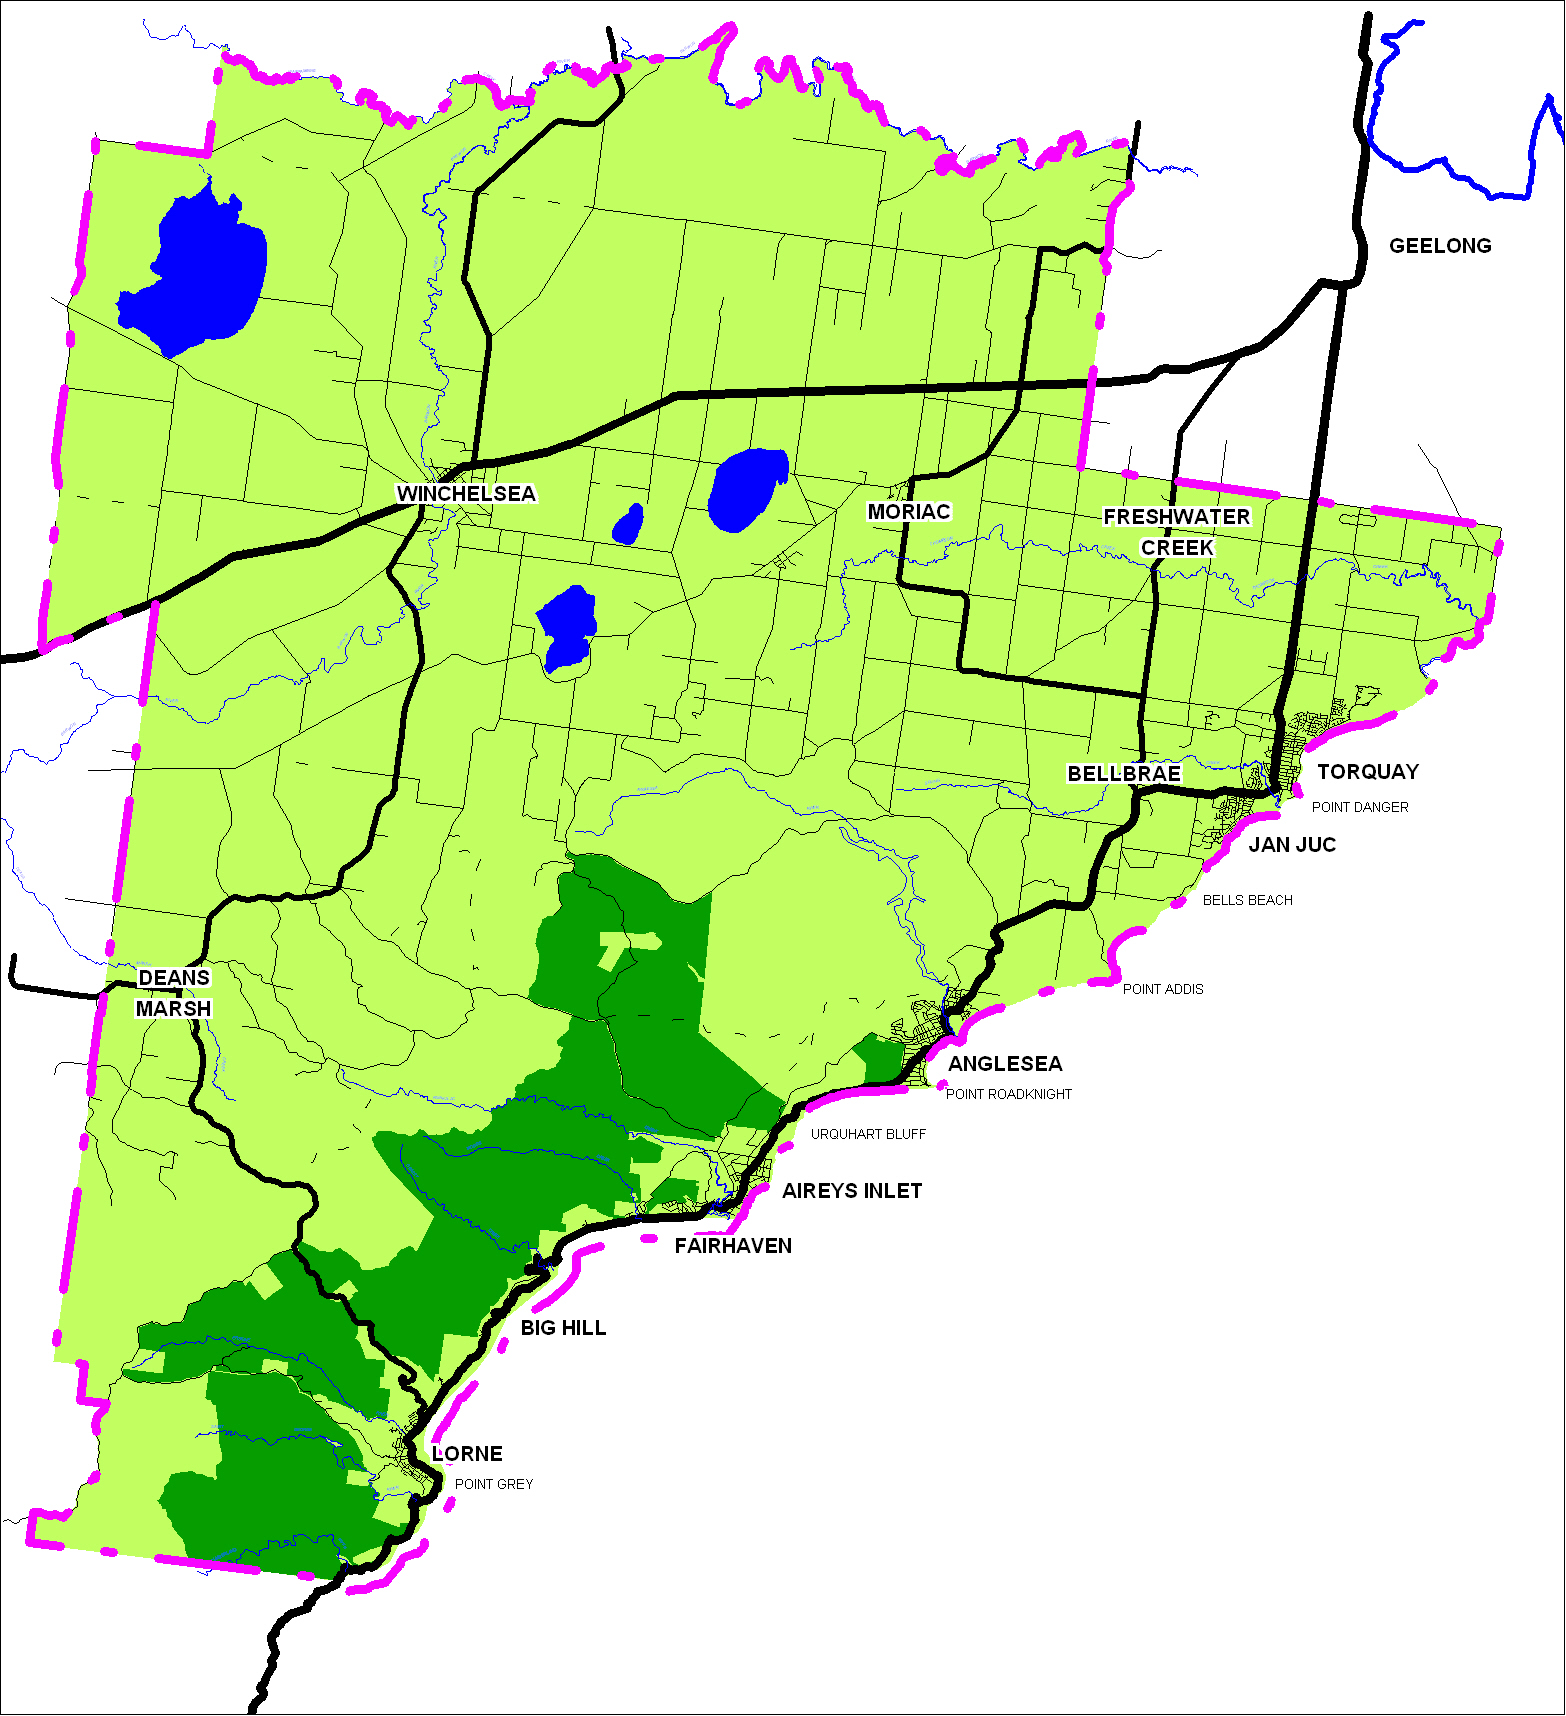 GEELONG
WINCHELSEA
MORIAC
FRESHWATER
CREEK
BELLBRAE
TORQUAY
POINT DANGER
JAN JUC
BELLS BEACH
DEANS
MARSH
POINT ADDIS
ANGLESEA
POINT ROADKNIGHT
URQUHART BLUFF
AIREYS INLET
FAIRHAVEN
BIG HILL
LORNE
POINT GREY